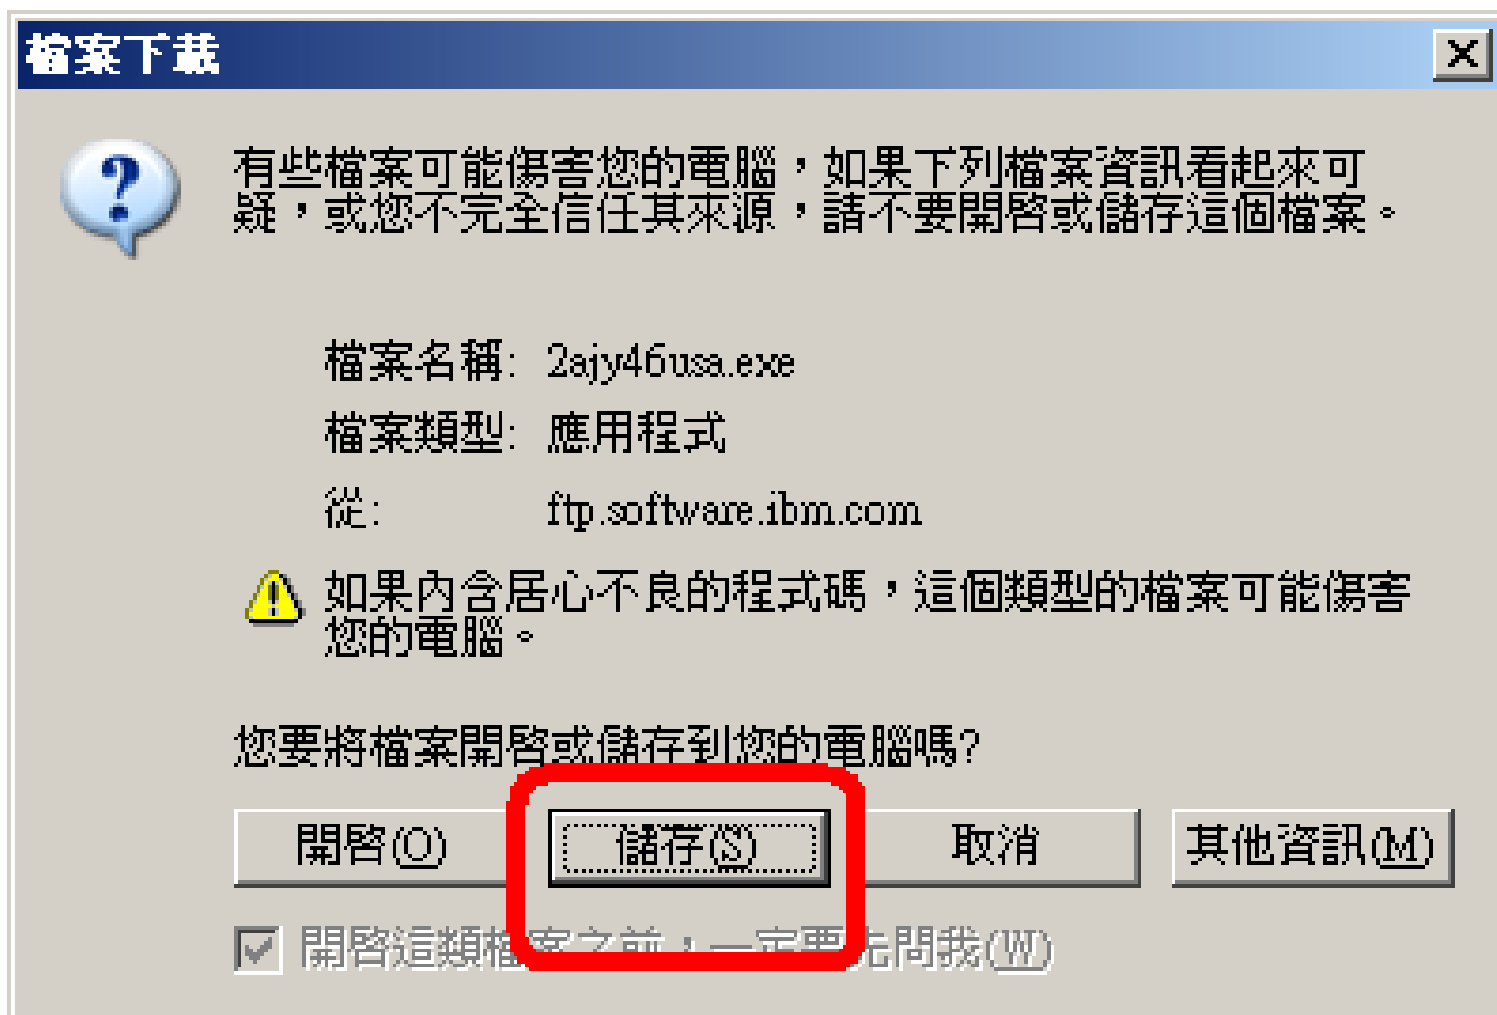 檔案下載
有些檔案可能傷害您的電腦，如果下列檔案資訊看起來可
疑，或您不完全信任其來源，請不要開啟或儲存這個檔案。
檔案名稱: 2ajy46usa.exe
檔案類型: 應用程式
從: ftp.software.ibm.com
如果內含居心不良的程式碼，這個類型的檔案可能傷害
您的電腦。
您要將檔案開啟或儲存到您的電腦嗎?
開啟(O) 儲存(S) 取消 其他資訊(M)
開啟這類檔案之前，一定要先問我(W)